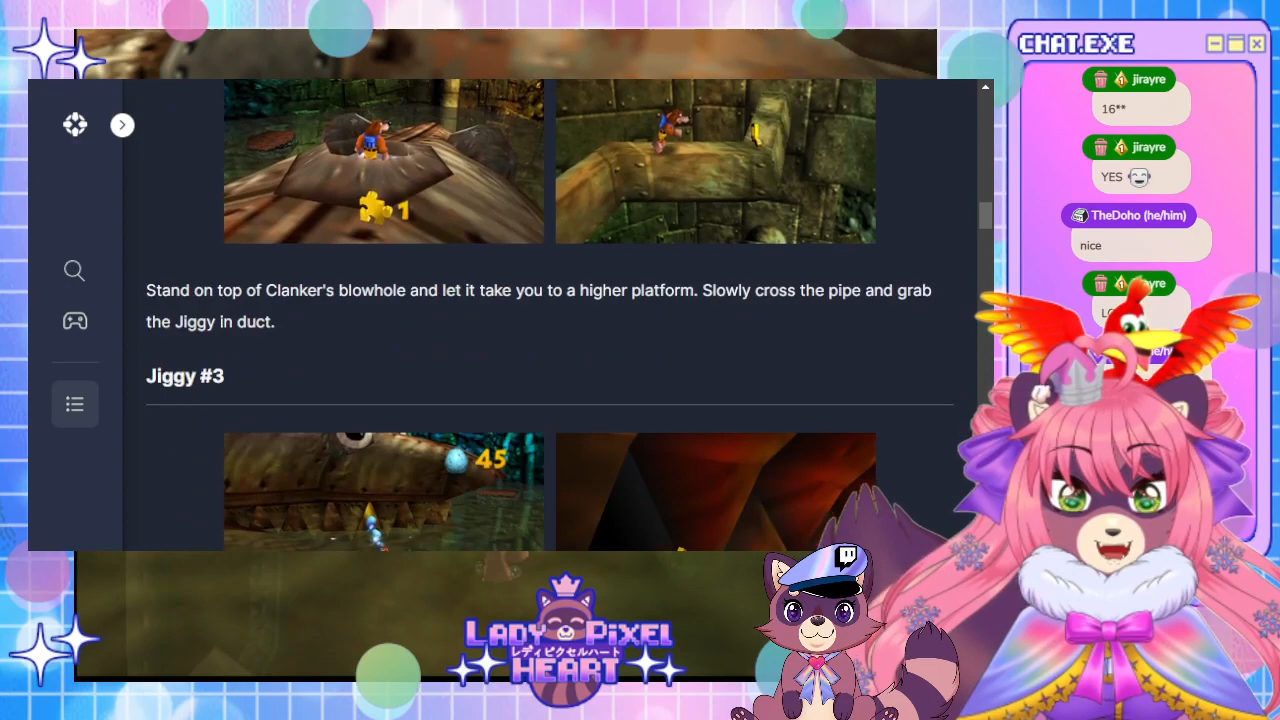 CHAT.EXE
jirayre
16**
jirayre
YES
TheDoho (he/him)
nice
1
Stand on top of Clanker's blowhole and let it take you to a higher platform. Slowly cross the pipe and grab
the Jiggy in duct.
Jiggy #3
45
LADY PIXEL
レディピクセルハート
HEART